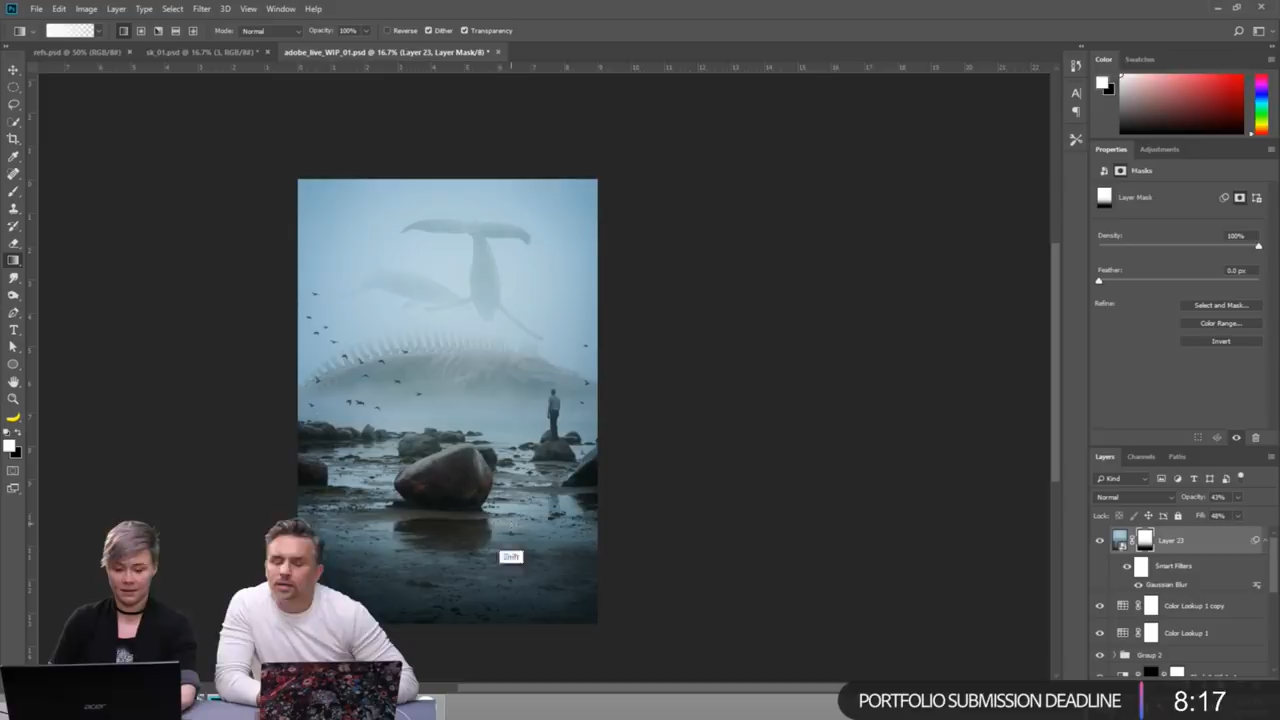 Ps File Edit Image Layer Type Select Filter 3D View Window Help
Mode: Normal Opacity: 100% Reverse Dither Transparency
refs.psd @ 50% (RGB/8#) × sk_01.psd @ 16.7% (3, RGB/8#) * × adobe_live_WIP_01.psd @ 16.7% (Layer 23, Layer Mask/8) * ×
Color Swatches
Properties Adjustments
Masks
Layer Mask
Density: 100%
Feather: 0.0 px
Refine: Select and Mask...
Color Range...
Invert
Layers Channels Paths
Kind
Normal Opacity: 43%
Lock: Fill: 48%
Layer 23
Smart Filters
Gaussian Blur
Color Lookup 1 copy
Color Lookup 1
Group 2
Shift
acer
PORTFOLIO SUBMISSION DEADLINE 8:17